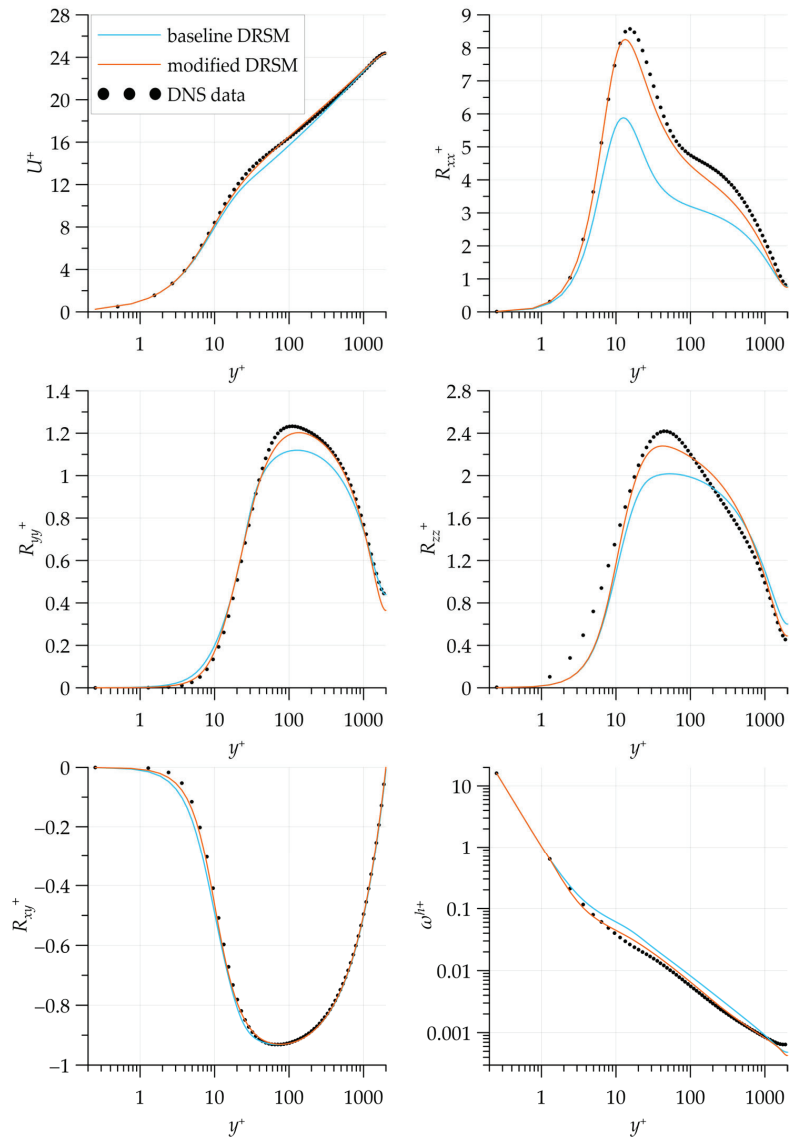 28
24
20
16
12
8
4
0
U⁺
baseline DRSM
modified DRSM
DNS data
1 10 100 1000
y⁺
9
8
7
6
5
4
3
2
1
0
Rₓₓ⁺
1 10 100 1000
y⁺
1.4
1.2
1
0.8
0.6
0.4
0.2
0
R_yy⁺
1 10 100 1000
y⁺
2.8
2.4
2
1.6
1.2
0.8
0.4
0
R_zz⁺
1 10 100 1000
y⁺
0
−0.2
−0.4
−0.6
−0.8
−1
R_xy⁺
1 10 100 1000
y⁺
10
1
0.1
0.01
0.001
ω^h⁺
1 10 100 1000
y⁺